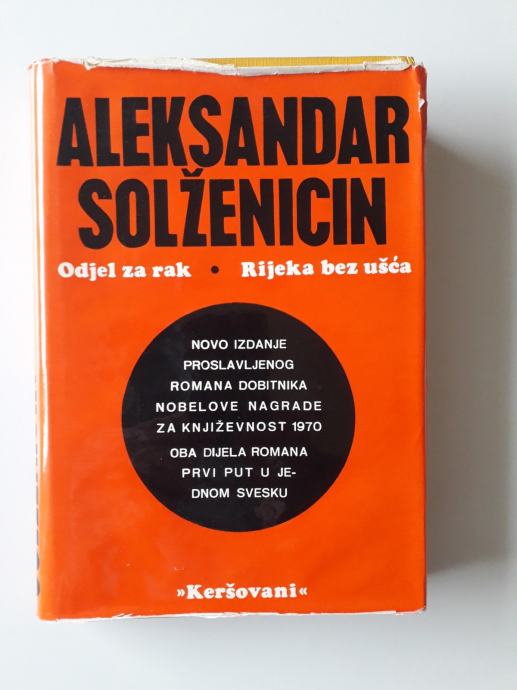 ALEKSANDAR
SOLŽENICIN
Odjel za rak • Rijeka bez ušća
NOVO IZDANJE
PROSLAVLJENOG
ROMANA DOBITNIKA
NOBELOVE NAGRADE
ZA KNJIŽEVNOST 1970
OBA DIJELA ROMANA
PRVI PUT U JE-
DNOM SVESKU
»Keršovani«